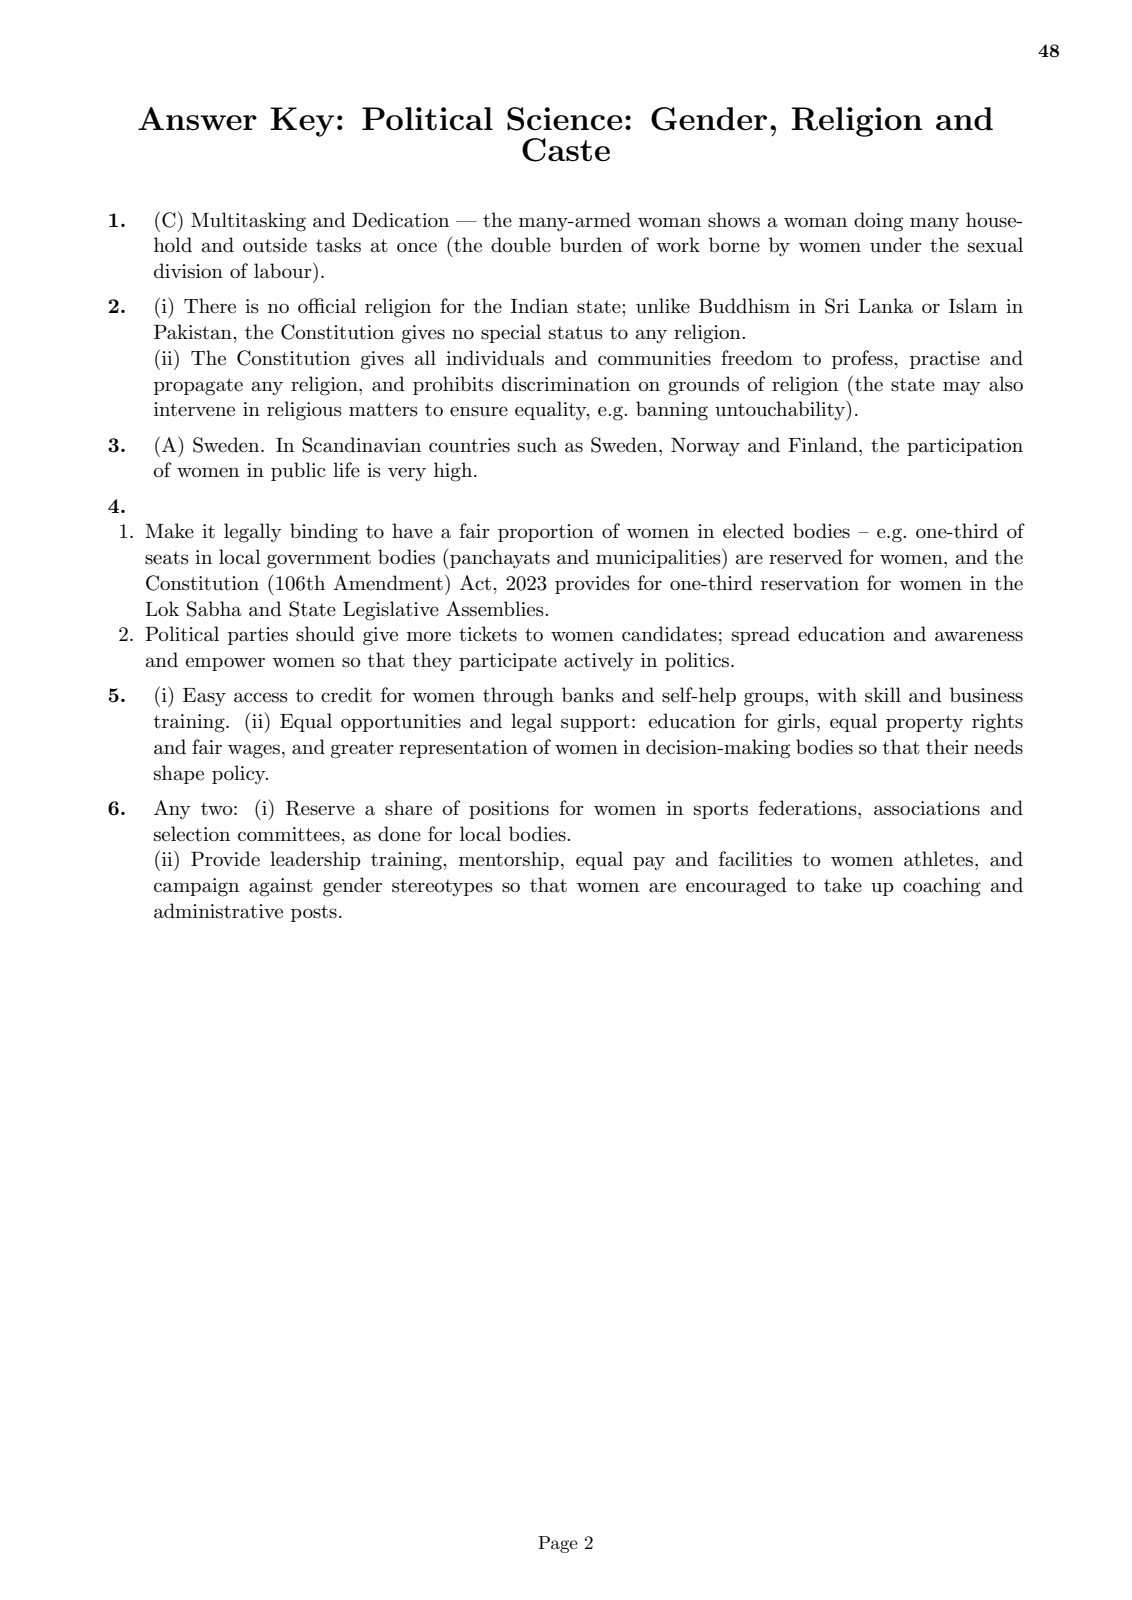 48
Answer Key: Political Science: Gender, Religion and
Caste
1. (C) Multitasking and Dedication — the many-armed woman shows a woman doing many house-
hold and outside tasks at once (the double burden of work borne by women under the sexual
division of labour).
2. (i) There is no official religion for the Indian state; unlike Buddhism in Sri Lanka or Islam in
Pakistan, the Constitution gives no special status to any religion.
(ii) The Constitution gives all individuals and communities freedom to profess, practise and
propagate any religion, and prohibits discrimination on grounds of religion (the state may also
intervene in religious matters to ensure equality, e.g. banning untouchability).
3. (A) Sweden. In Scandinavian countries such as Sweden, Norway and Finland, the participation
of women in public life is very high.
4.
1. Make it legally binding to have a fair proportion of women in elected bodies – e.g. one-third of
seats in local government bodies (panchayats and municipalities) are reserved for women, and the
Constitution (106th Amendment) Act, 2023 provides for one-third reservation for women in the
Lok Sabha and State Legislative Assemblies.
2. Political parties should give more tickets to women candidates; spread education and awareness
and empower women so that they participate actively in politics.
5. (i) Easy access to credit for women through banks and self-help groups, with skill and business
training. (ii) Equal opportunities and legal support: education for girls, equal property rights
and fair wages, and greater representation of women in decision-making bodies so that their needs
shape policy.
6. Any two: (i) Reserve a share of positions for women in sports federations, associations and
selection committees, as done for local bodies.
(ii) Provide leadership training, mentorship, equal pay and facilities to women athletes, and
campaign against gender stereotypes so that women are encouraged to take up coaching and
administrative posts.
Page 2